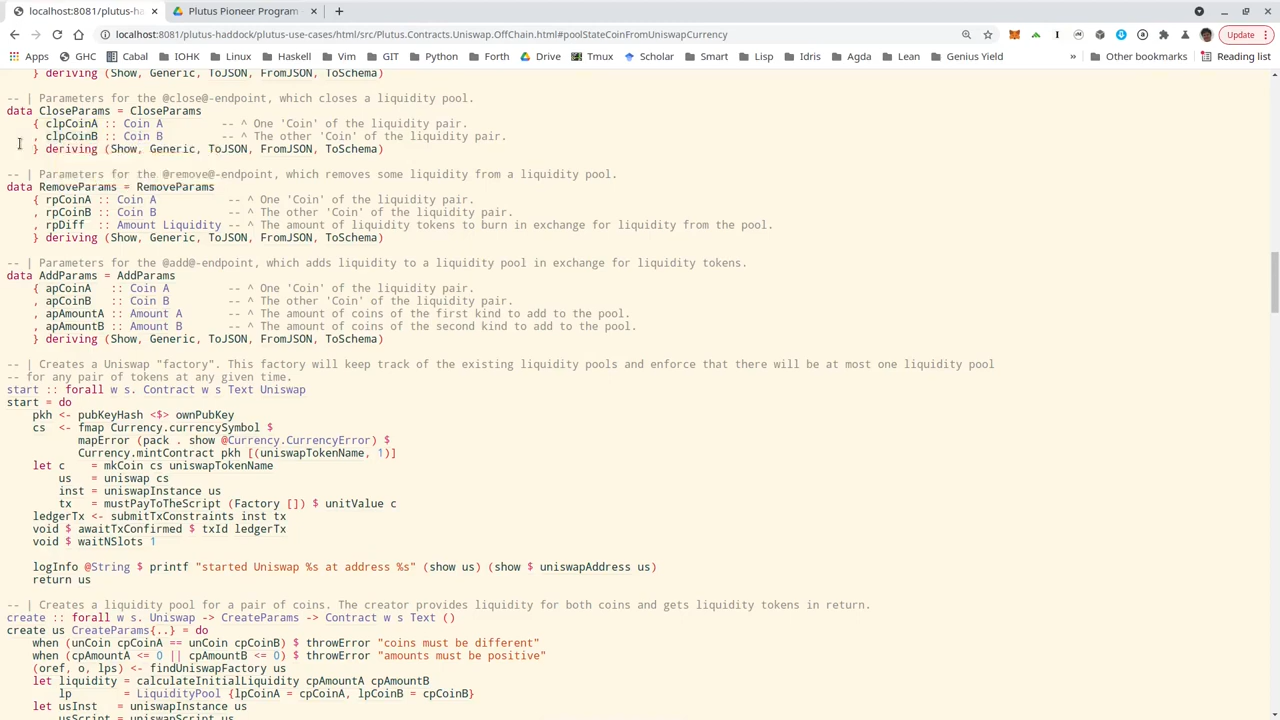 localhost:8081/plutus-ha
Plutus Pioneer Program
localhost:8081/plutus-haddock/plutus-use-cases/html/src/Plutus.Contracts.Uniswap.OffChain.html#poolStateCoinFromUniswapCurrency
Update
Apps GHC Cabal IOHK Linux Haskell Vim GIT Python Forth Drive Tmux Scholar Smart Lisp Idris Agda Lean Genius Yield » Other bookmarks Reading list
} deriving (Show, Generic, ToJSON, FromJSON, ToSchema)
-- | Parameters for the @close@-endpoint, which closes a liquidity pool.
data CloseParams = CloseParams
{ clpCoinA :: Coin A -- ^ One 'Coin' of the liquidity pair.
, clpCoinB :: Coin B -- ^ The other 'Coin' of the liquidity pair.
} deriving (Show, Generic, ToJSON, FromJSON, ToSchema)
-- | Parameters for the @remove@-endpoint, which removes some liquidity from a liquidity pool.
data RemoveParams = RemoveParams
{ rpCoinA :: Coin A -- ^ One 'Coin' of the liquidity pair.
, rpCoinB :: Coin B -- ^ The other 'Coin' of the liquidity pair.
, rpDiff :: Amount Liquidity -- ^ The amount of liquidity tokens to burn in exchange for liquidity from the pool.
} deriving (Show, Generic, ToJSON, FromJSON, ToSchema)
-- | Parameters for the @add@-endpoint, which adds liquidity to a liquidity pool in exchange for liquidity tokens.
data AddParams = AddParams
{ apCoinA :: Coin A -- ^ One 'Coin' of the liquidity pair.
, apCoinB :: Coin B -- ^ The other 'Coin' of the liquidity pair.
, apAmountA :: Amount A -- ^ The amount of coins of the first kind to add to the pool.
, apAmountB :: Amount B -- ^ The amount of coins of the second kind to add to the pool.
} deriving (Show, Generic, ToJSON, FromJSON, ToSchema)
-- | Creates a Uniswap "factory". This factory will keep track of the existing liquidity pools and enforce that there will be at most one liquidity pool
-- for any pair of tokens at any given time.
start :: forall w s. Contract w s Text Uniswap
start = do
pkh <- pubKeyHash <$> ownPubKey
cs <- fmap Currency.currencySymbol $
mapError (pack . show @Currency.CurrencyError) $
Currency.mintContract pkh [(uniswapTokenName, 1)]
let c = mkCoin cs uniswapTokenName
us = uniswap cs
inst = uniswapInstance us
tx = mustPayToTheScript (Factory []) $ unitValue c
ledgerTx <- submitTxConstraints inst tx
void $ awaitTxConfirmed $ txId ledgerTx
void $ waitNSlots 1
logInfo @String $ printf "started Uniswap %s at address %s" (show us) (show $ uniswapAddress us)
return us
-- | Creates a liquidity pool for a pair of coins. The creator provides liquidity for both coins and gets liquidity tokens in return.
create :: forall w s. Uniswap -> CreateParams -> Contract w s Text ()
create us CreateParams{..} = do
when (unCoin cpCoinA == unCoin cpCoinB) $ throwError "coins must be different"
when (cpAmountA <= 0 || cpAmountB <= 0) $ throwError "amounts must be positive"
(oref, o, lps) <- findUniswapFactory us
let liquidity = calculateInitialLiquidity cpAmountA cpAmountB
lp = LiquidityPool {lpCoinA = cpCoinA, lpCoinB = cpCoinB}
let usInst = uniswapInstance us
usScript = uniswapScript us